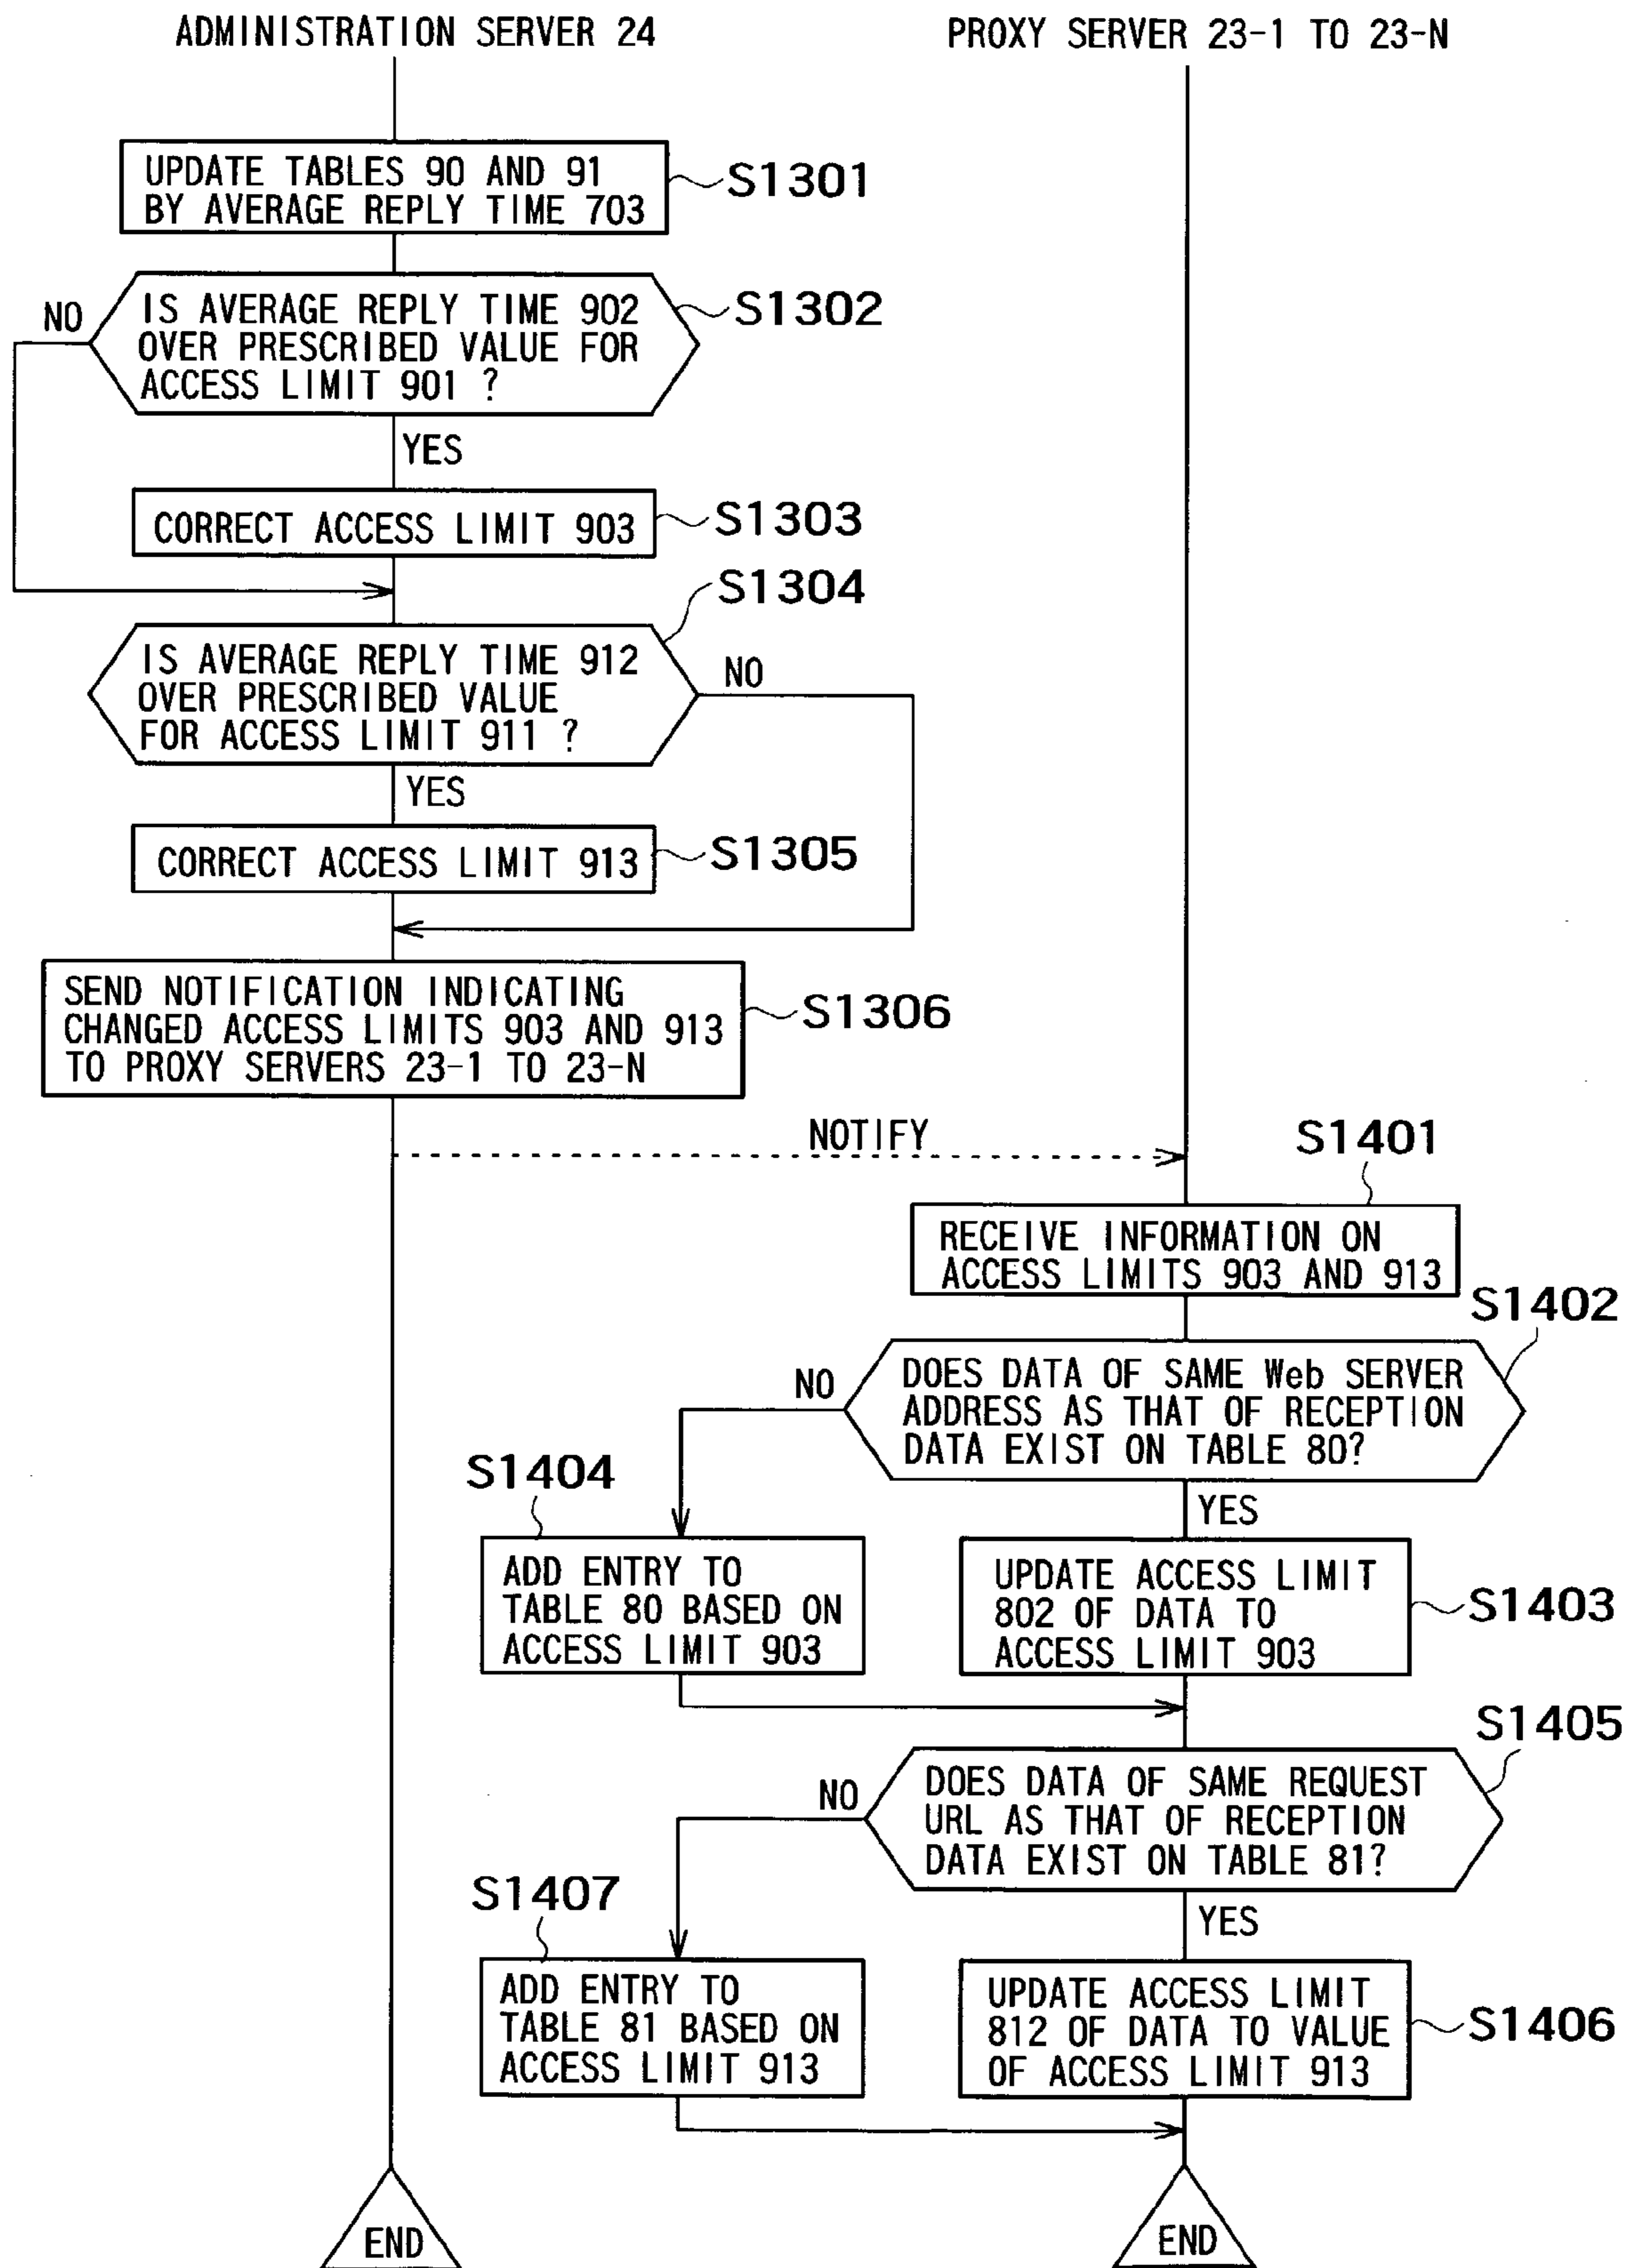 ADMINISTRATION SERVER 24
PROXY SERVER 23-1 TO 23-N
UPDATE TABLES 90 AND 91
BY AVERAGE REPLY TIME 703
S1301
IS AVERAGE REPLY TIME 902
OVER PRESCRIBED VALUE FOR
ACCESS LIMIT 901 ?
S1302
NO
YES
CORRECT ACCESS LIMIT 903
S1303
S1304
IS AVERAGE REPLY TIME 912
OVER PRESCRIBED VALUE
FOR ACCESS LIMIT 911 ?
NO
YES
CORRECT ACCESS LIMIT 913
S1305
SEND NOTIFICATION INDICATING
CHANGED ACCESS LIMITS 903 AND 913
TO PROXY SERVERS 23-1 TO 23-N
S1306
NOTIFY
S1401
RECEIVE INFORMATION ON
ACCESS LIMITS 903 AND 913
S1402
DOES DATA OF SAME Web SERVER
ADDRESS AS THAT OF RECEPTION
DATA EXIST ON TABLE 80?
NO
YES
S1404
ADD ENTRY TO
TABLE 80 BASED ON
ACCESS LIMIT 903
UPDATE ACCESS LIMIT
802 OF DATA TO
ACCESS LIMIT 903
S1403
S1405
DOES DATA OF SAME REQUEST
URL AS THAT OF RECEPTION
DATA EXIST ON TABLE 81?
NO
YES
S1407
ADD ENTRY TO
TABLE 81 BASED ON
ACCESS LIMIT 913
UPDATE ACCESS LIMIT
812 OF DATA TO VALUE
OF ACCESS LIMIT 913
S1406
END
END